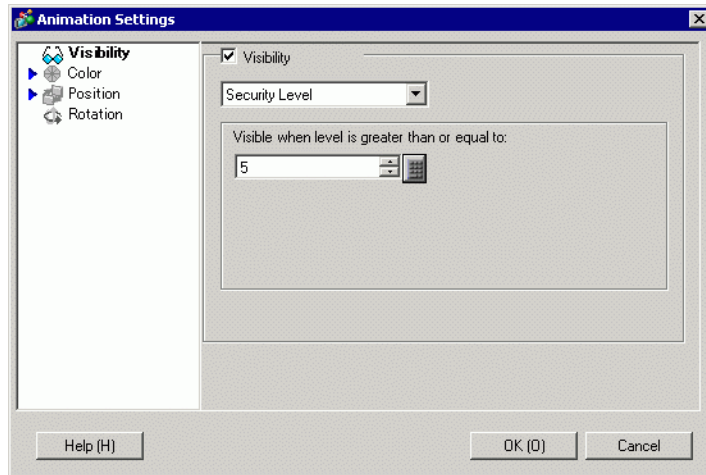 Animation Settings
Visibility
Color
Position
Rotation
Visibility
Security Level
Visible when level is greater than or equal to:
5
Help (H)
OK (O)
Cancel